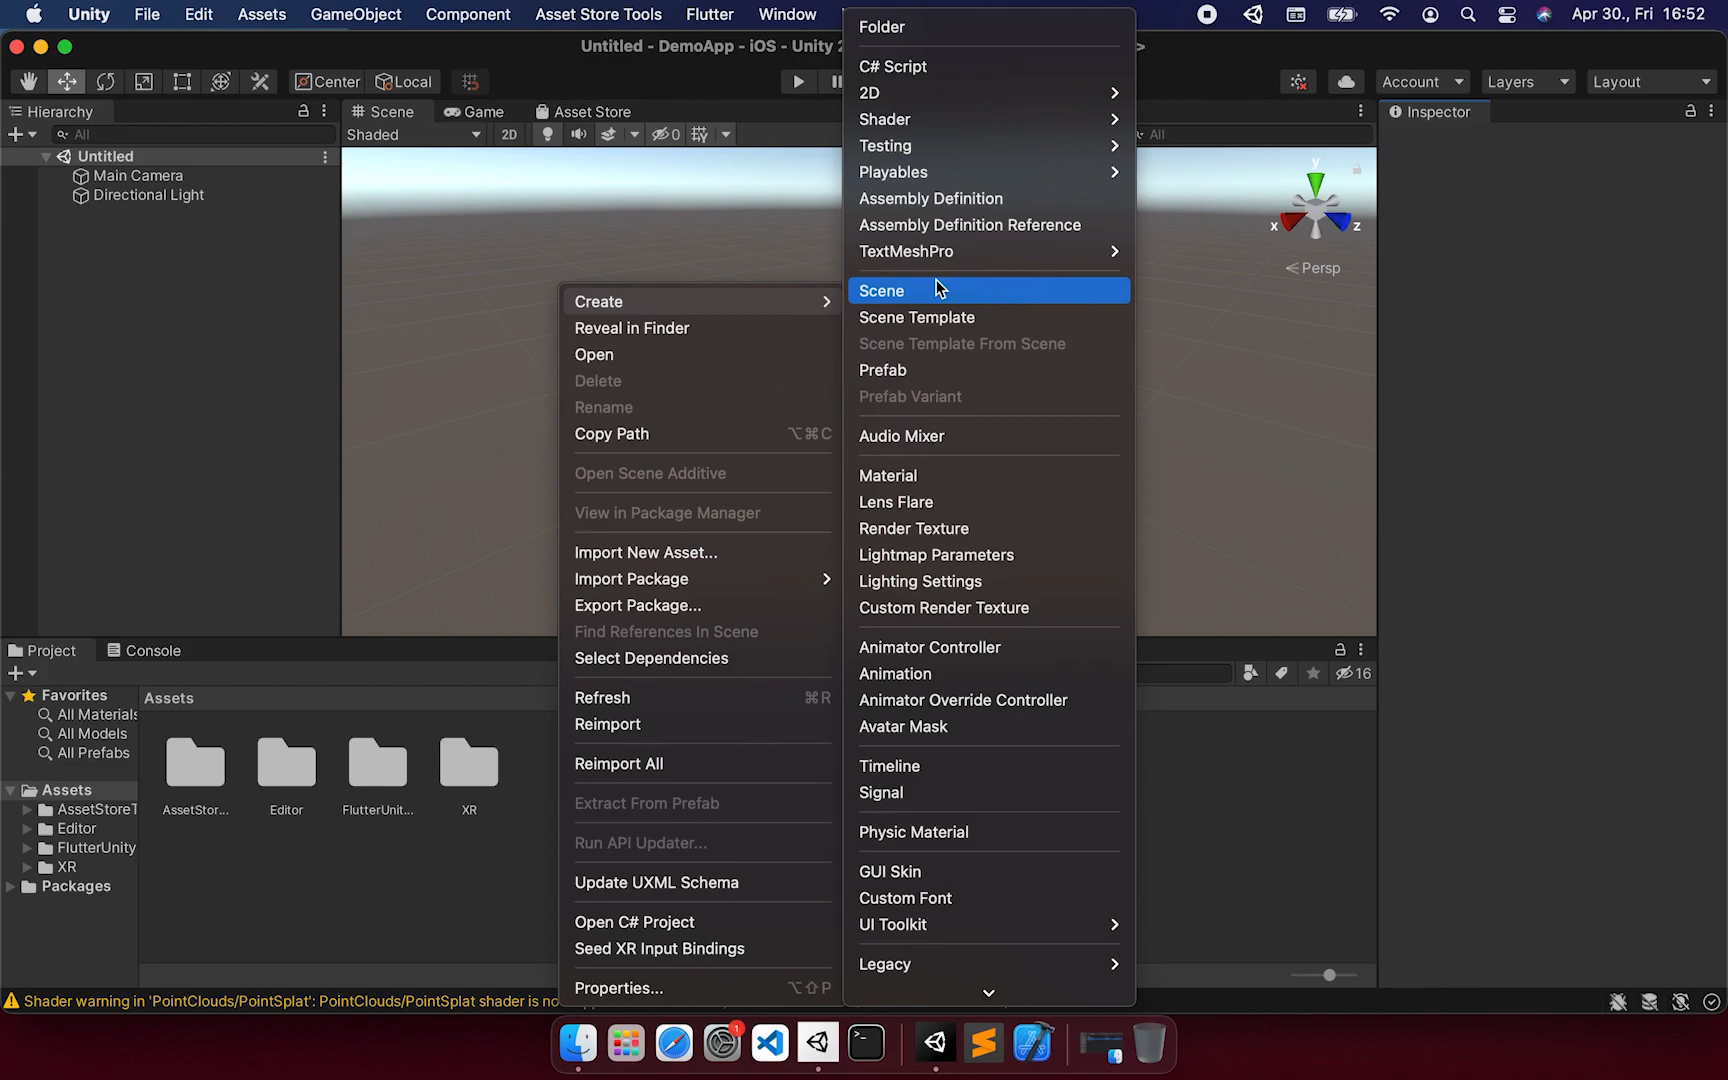 Unity File Edit Assets GameObject Component Asset Store Tools Flutter Window Apr 30., Fri 16:52
Untitled - DemoApp - iOS - Unity
Center Local Account Layers Layout
Hierarchy
All
Untitled
Main Camera
Directional Light
Scene Game Asset Store
Shaded 2D 0 All
Persp
x y z
Inspector
Create
Reveal in Finder
Open
Delete
Rename
Copy Path ⌥⌘C
Open Scene Additive
View in Package Manager
Import New Asset...
Import Package
Export Package...
Find References In Scene
Select Dependencies
Refresh ⌘R
Reimport
Reimport All
Extract From Prefab
Run API Updater...
Update UXML Schema
Open C# Project
Seed XR Input Bindings
Properties... ⌥⇧P
Folder
C# Script
2D
Shader
Testing
Playables
Assembly Definition
Assembly Definition Reference
TextMeshPro
Scene
Scene Template
Scene Template From Scene
Prefab
Prefab Variant
Audio Mixer
Material
Lens Flare
Render Texture
Lightmap Parameters
Lighting Settings
Custom Render Texture
Animator Controller
Animation
Animator Override Controller
Avatar Mask
Timeline
Signal
Physic Material
GUI Skin
Custom Font
UI Toolkit
Legacy
Project Console
16
Favorites
All Materials
All Models
All Prefabs
Assets
AssetStoreT
Editor
FlutterUnity
XR
Packages
Assets
AssetStor... Editor FlutterUnit... XR
Shader warning in 'PointClouds/PointSplat': PointClouds/PointSplat shader is no
1